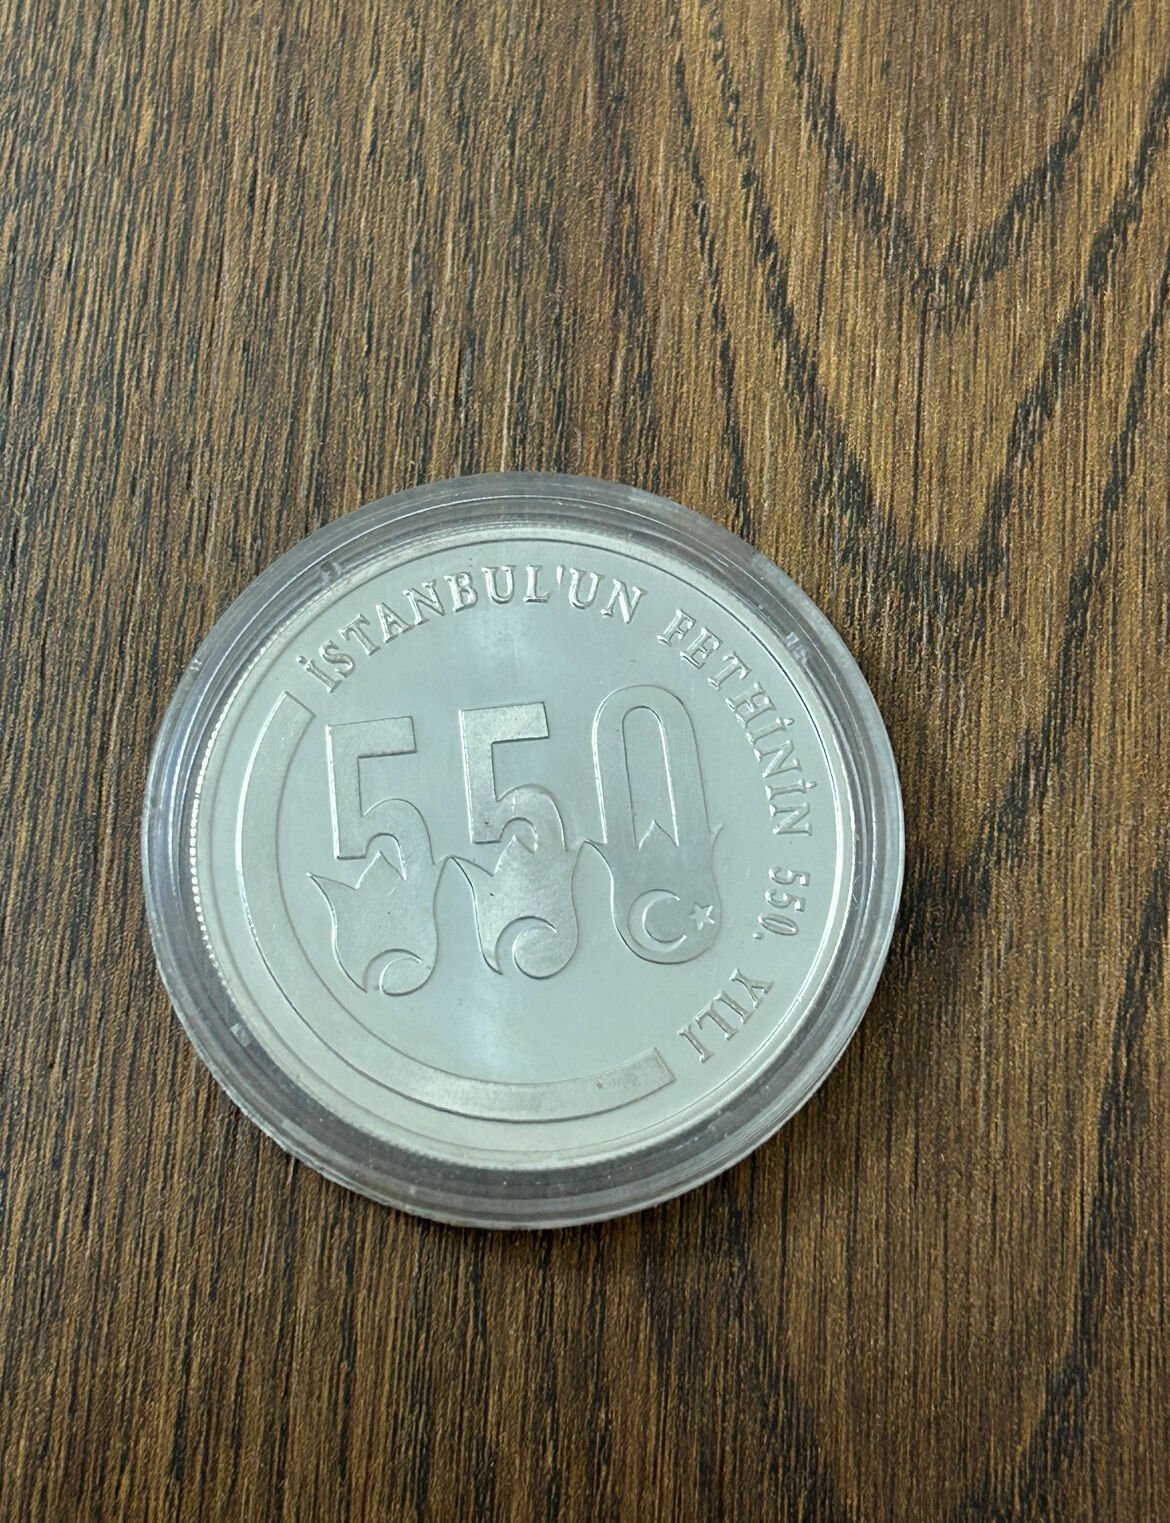 İSTANBUL'UN FETHİNİN 550. YILI
550